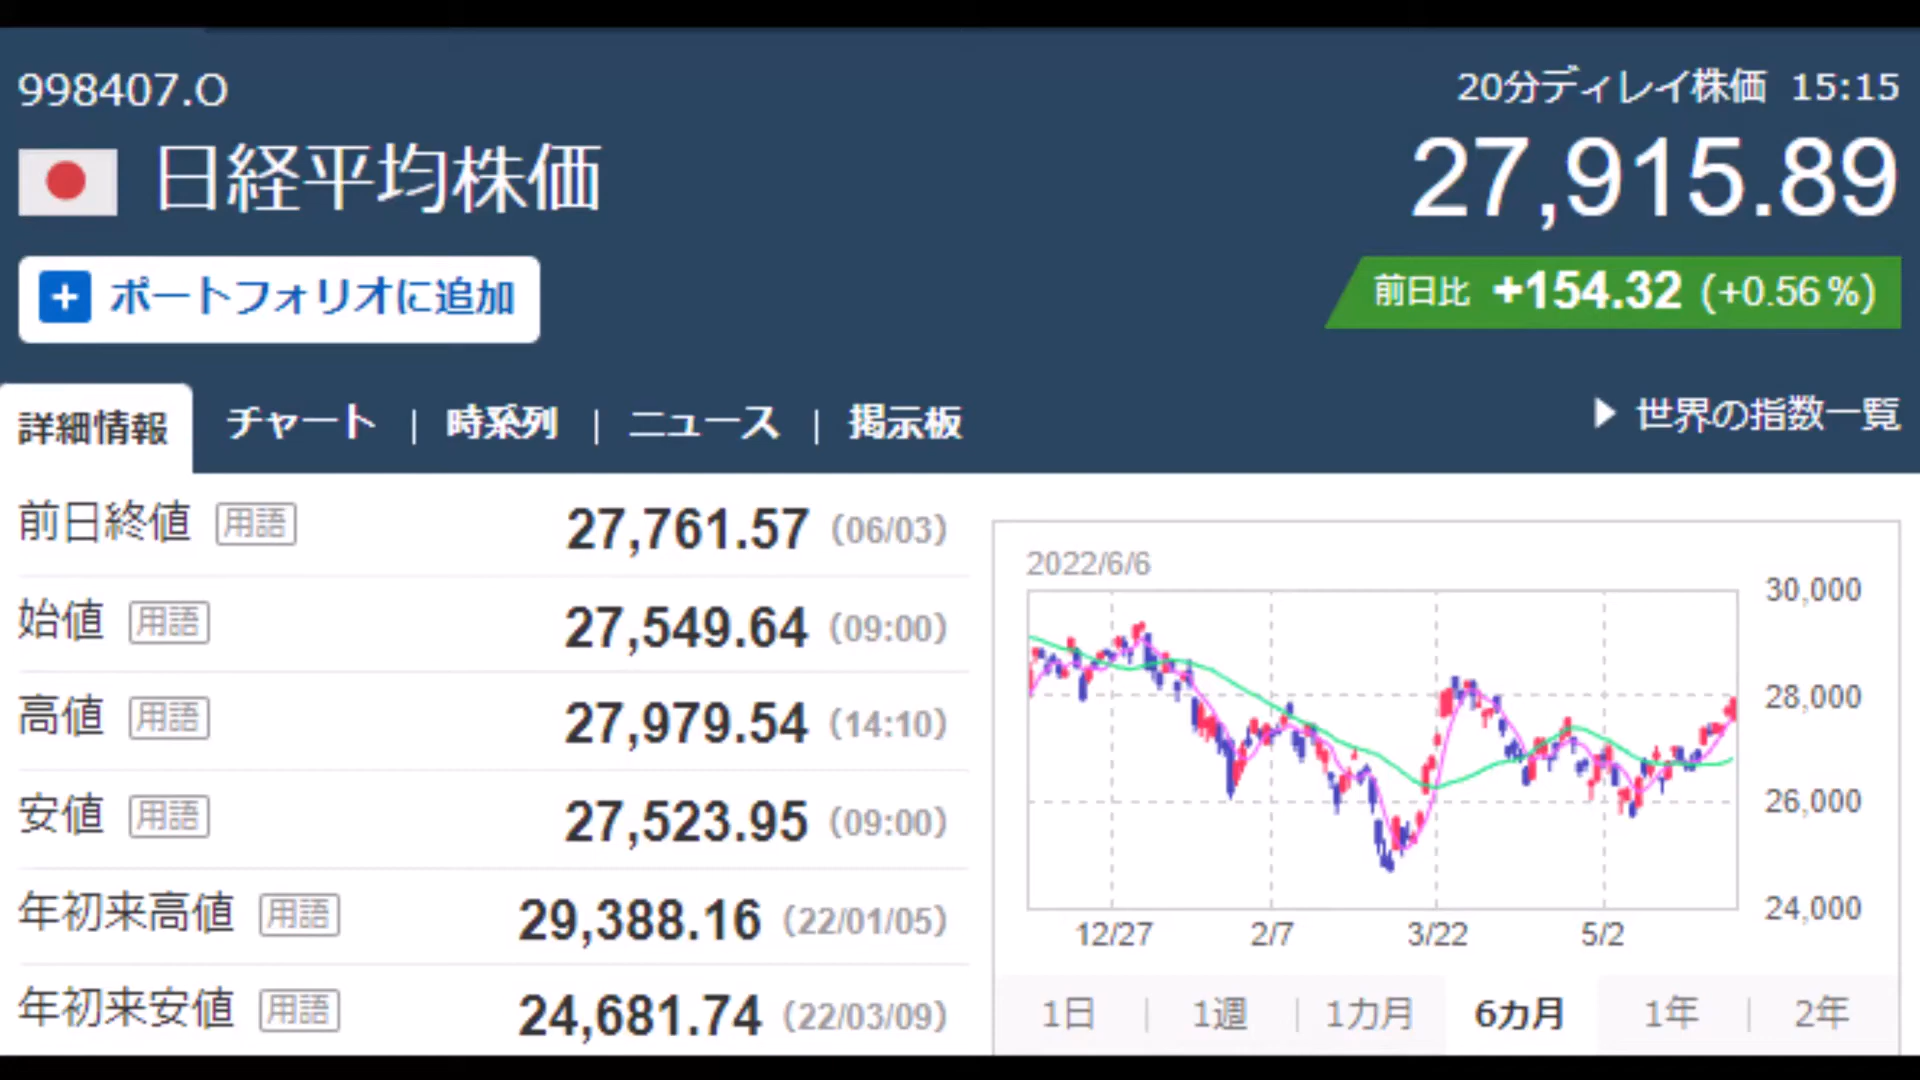 998407.O
20分ディレイ株価 15:15
日経平均株価
27,915.89
+ ポートフォリオに追加
前日比 +154.32 (+0.56%)
詳細情報 チャート | 時系列 | ニュース | 掲示板
▶ 世界の指数一覧
前日終値 用語 27,761.57 (06/03)
始値 用語 27,549.64 (09:00)
高値 用語 27,979.54 (14:10)
安値 用語 27,523.95 (09:00)
年初来高値 用語 29,388.16 (22/01/05)
年初来安値 用語 24,681.74 (22/03/09)
2022/6/6
30,000
28,000
26,000
24,000
12/27 2/7 3/22 5/2
1日 | 1週 | 1カ月 6カ月 1年 | 2年